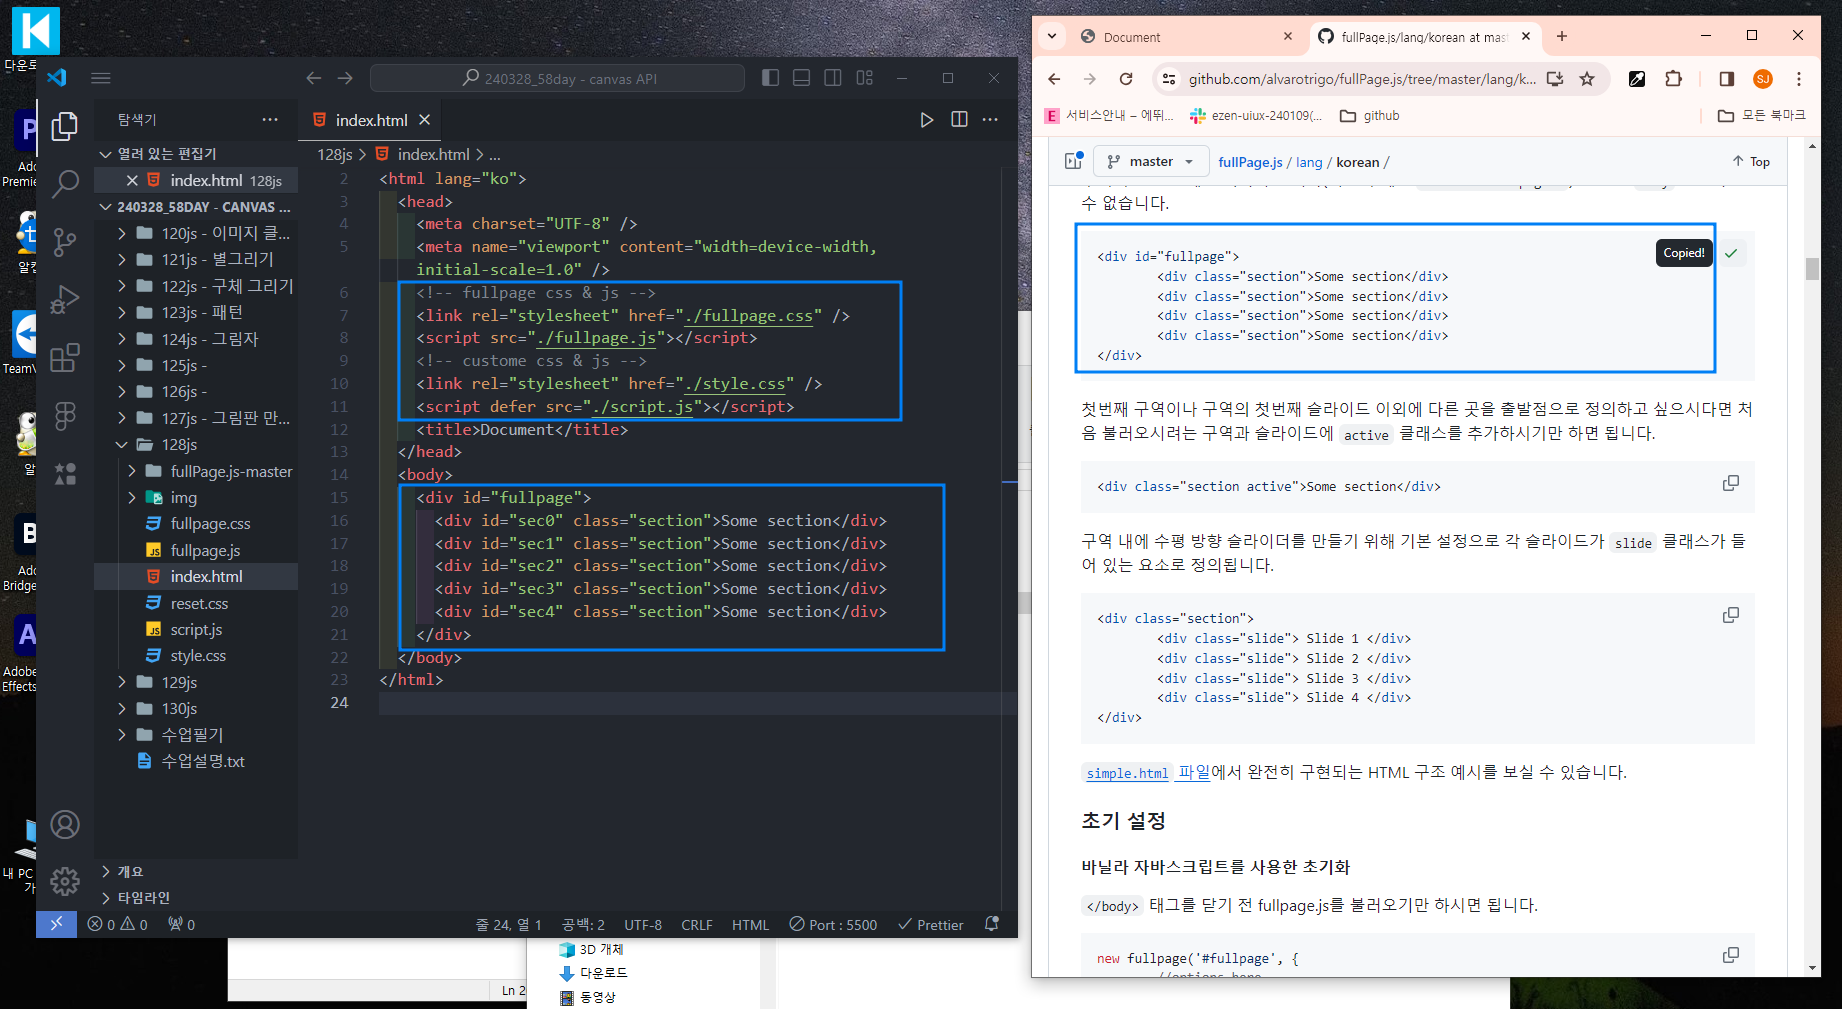 다운로
Ado
Premie
알킵
TeamV
알
Ado
Bridge
Adobe
Effects
내 PC
가
240328_58day - canvas API
탐색기
열려 있는 편집기
index.html 128js
240328_58DAY - CANVAS ...
120js - 이미지 클...
121js - 별그리기
122js - 구체 그리기
123js - 패턴
124js - 그림자
125js -
126js -
127js - 그림판 만...
128js
fullPage.js-master
img
fullpage.css
fullpage.js
index.html
reset.css
script.js
style.css
129js
130js
수업필기
수업설명.txt
개요
타임라인
index.html
128js > index.html > ...
2 <html lang="ko">
3 <head>
4 <meta charset="UTF-8" />
5 <meta name="viewport" content="width=device-width,
initial-scale=1.0" />
6 <!-- fullpage css & js -->
7 <link rel="stylesheet" href="./fullpage.css" />
8 <script src="./fullpage.js"></script>
9 <!-- custome css & js -->
10 <link rel="stylesheet" href="./style.css" />
11 <script defer src="./script.js"></script>
12 <title>Document</title>
13 </head>
14 <body>
15 <div id="fullpage">
16 <div id="sec0" class="section">Some section</div>
17 <div id="sec1" class="section">Some section</div>
18 <div id="sec2" class="section">Some section</div>
19 <div id="sec3" class="section">Some section</div>
20 <div id="sec4" class="section">Some section</div>
21 </div>
22 </body>
23 </html>
24
0 0 0 줄 24, 열 1 공백: 2 UTF-8 CRLF HTML Port : 5500 Prettier
3D 개체
다운로드
동영상
Ln 2
Document
fullPage.js/lang/korean at mas
github.com/alvarotrigo/fullPage.js/tree/master/lang/k...
SJ
서비스안내 – 에뛰...
ezen-uiux-240109(...
github
모든 북마크
master
fullPage.js / lang / korean /
Top
수 없습니다.
<div id="fullpage">
<div class="section">Some section</div>
<div class="section">Some section</div>
<div class="section">Some section</div>
<div class="section">Some section</div>
</div>
Copied!
첫번째 구역이나 구역의 첫번째 슬라이드 이외에 다른 곳을 출발점으로 정의하고 싶으시다면 처
음 불러오시려는 구역과 슬라이드에 active 클래스를 추가하시기만 하면 됩니다.
<div class="section active">Some section</div>
구역 내에 수평 방향 슬라이더를 만들기 위해 기본 설정으로 각 슬라이드가 slide 클래스가 들
어 있는 요소로 정의됩니다.
<div class="section">
<div class="slide"> Slide 1 </div>
<div class="slide"> Slide 2 </div>
<div class="slide"> Slide 3 </div>
<div class="slide"> Slide 4 </div>
</div>
simple.html 파일에서 완전히 구현되는 HTML 구조 예시를 보실 수 있습니다.
초기 설정
바닐라 자바스크립트를 사용한 초기화
</body> 태그를 닫기 전 fullpage.js를 불러오기만 하시면 됩니다.
new fullpage('#fullpage', {
//options here